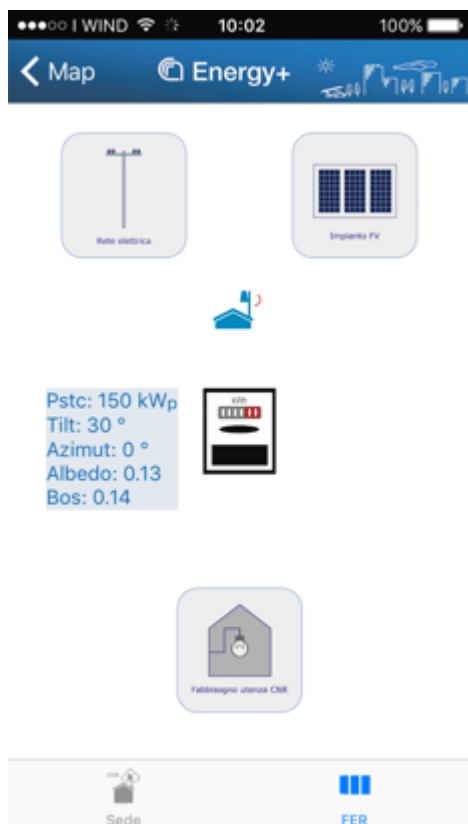 WIND 10:02 100%
Map Energy+
Rete elettrica Impianto FV
kWh
Pstc: 150 kWp
Tilt: 30 °
Azimut: 0 °
Albedo: 0.13
Bos: 0.14
Fabbisogno utenza CNR
Sede FER